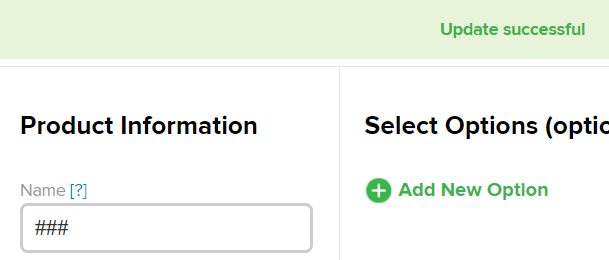 Update successful
Product Information
Select Options (optio
Name [?]
Add New Option
###